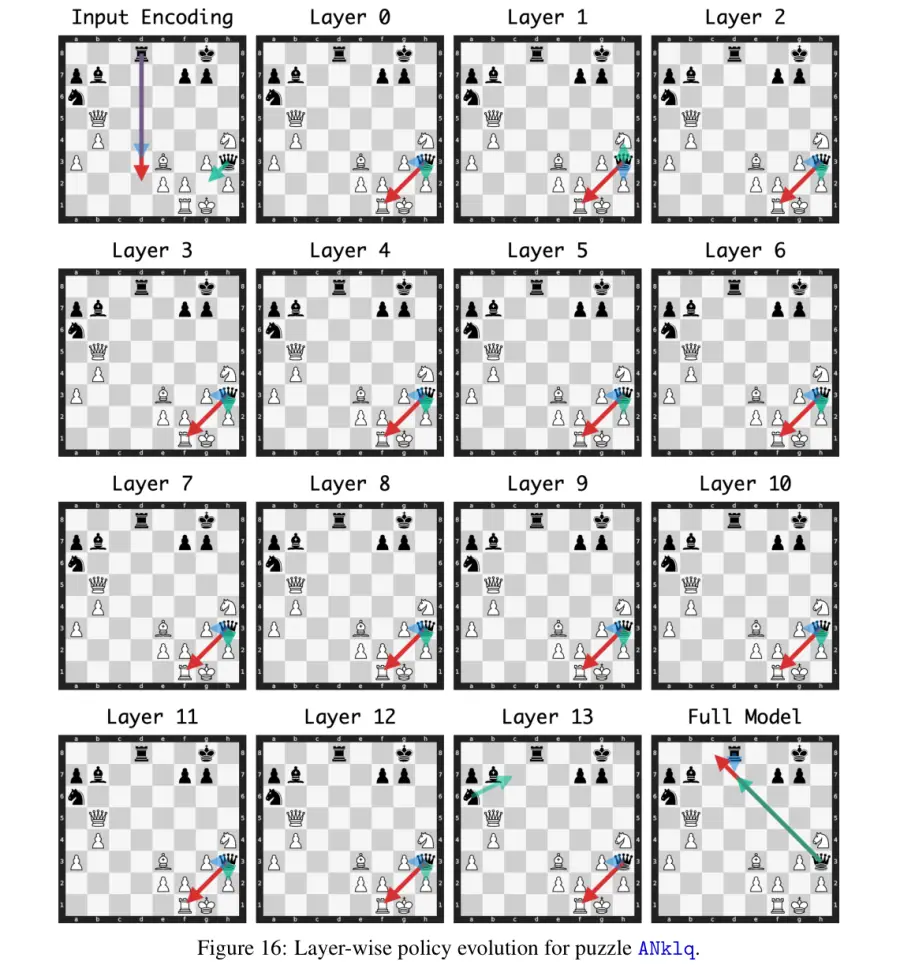 Input Encoding Layer 0 Layer 1 Layer 2
Layer 3 Layer 4 Layer 5 Layer 6
Layer 7 Layer 8 Layer 9 Layer 10
Layer 11 Layer 12 Layer 13 Full Model
Figure 16: Layer-wise policy evolution for puzzle ANklq.